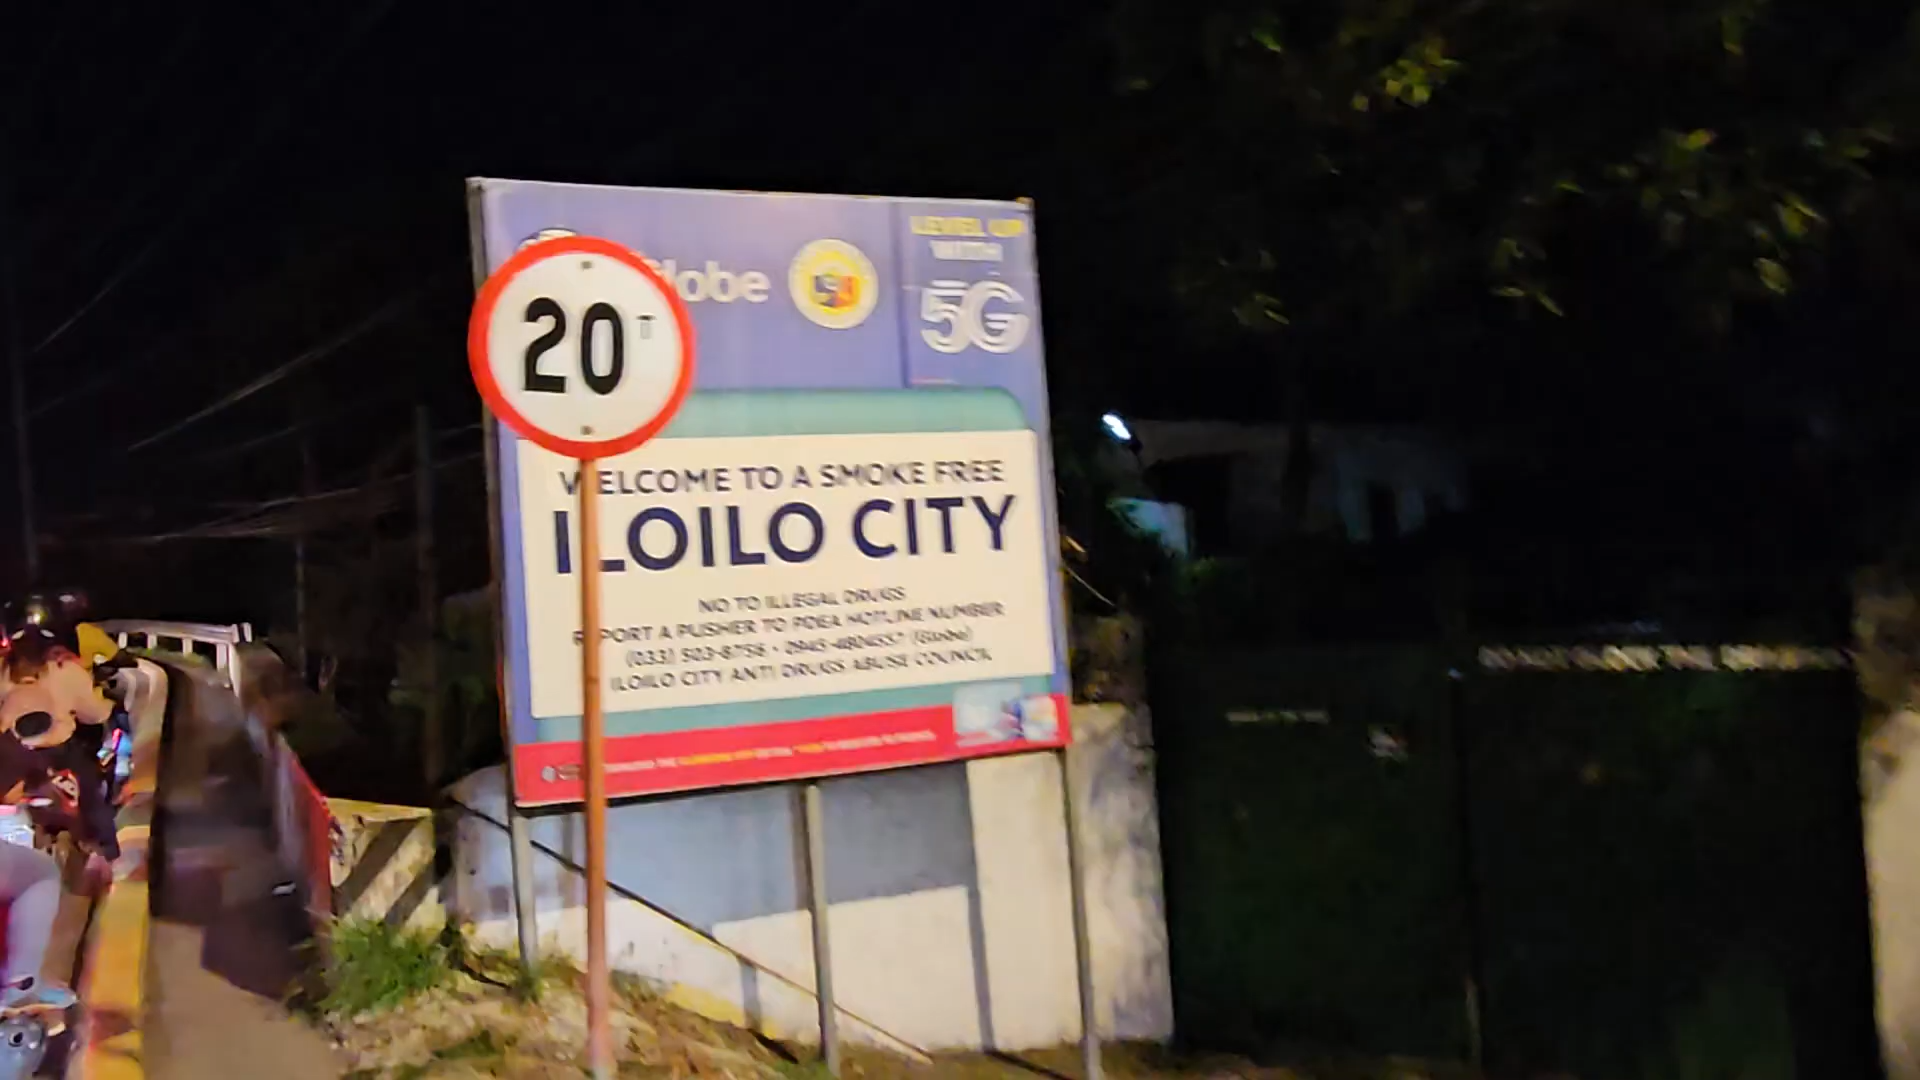 Globe
LEVEL UP
WITH
5G
20 T
WELCOME TO A SMOKE FREE
ILOILO CITY
NO TO ILLEGAL DRUGS
REPORT A PUSHER TO PDEA HOTLINE NUMBER
(033) 503-8756 • (Globe)
ILOILO CITY ANTI DRUGS ABUSE COUNCIL